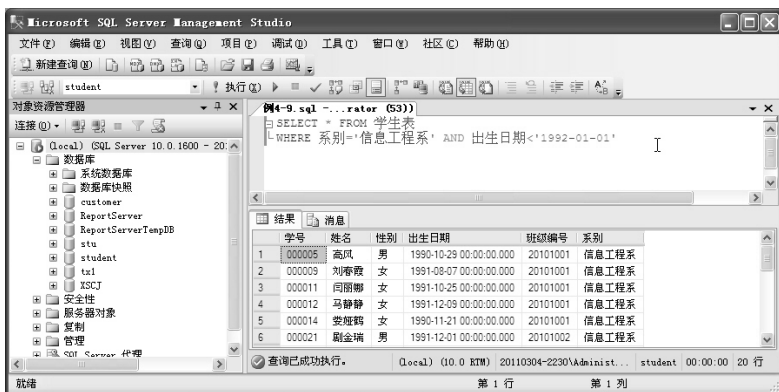 Microsoft SQL Server Management Studio
文件(F) 编辑(E) 视图(V) 查询(Q) 项目(P) 调试(D) 工具(T) 窗口(W) 社区(C) 帮助(H)
新建查询(N)
student 执行(X)
对象资源管理器
连接(O)
(local) (SQL Server 10.0.1600 - 20:
数据库
系统数据库
数据库快照
customer
ReportServer
ReportServerTempDB
stu
student
tx1
XSCJ
安全性
服务器对象
复制
管理
SQL Server 代理
例4-9.sql -...rator (53))
SELECT * FROM 学生表
WHERE 系别='信息工程系' AND 出生日期<'1992-01-01'
结果 消息
学号 姓名 性别 出生日期 班级编号 系别
1 000005 高风 男 1990-10-29 00:00:00.000 20101001 信息工程系
2 000009 刘春霞 女 1991-08-07 00:00:00.000 20101001 信息工程系
3 000011 闫丽娜 女 1991-10-25 00:00:00.000 20101001 信息工程系
4 000012 马静静 女 1991-12-09 00:00:00.000 20101001 信息工程系
5 000014 娄娅鹤 女 1990-11-21 00:00:00.000 20101001 信息工程系
6 000021 剧金瑞 男 1991-12-01 00:00:00.000 20101002 信息工程系
查询已成功执行。 (local) (10.0 RTM) 20110304-2230\Administ... student 00:00:00 20 行
就绪 第 1 行 第 1 列